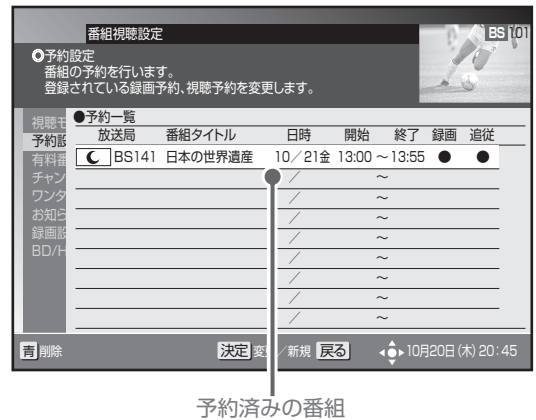 番組視聴設定
BS 101
予約設定
番組の予約を行います。
登録されている録画予約、視聴予約を変更します。
視聴モ
予約設
有料番
チャン
ワンタ
お知ら
録画設
BD/H
●予約一覧
放送局 番組タイトル 日時 開始 終了 録画 追従
BS141 日本の世界遺産 10／21金 13:00 ～13:55 ● ●
／ ～
／ ～
／ ～
／ ～
／ ～
／ ～
／ ～
／ ～
青 削除 決定 変 ／新規 戻る 10月20日(木) 20:45
予約済みの番組